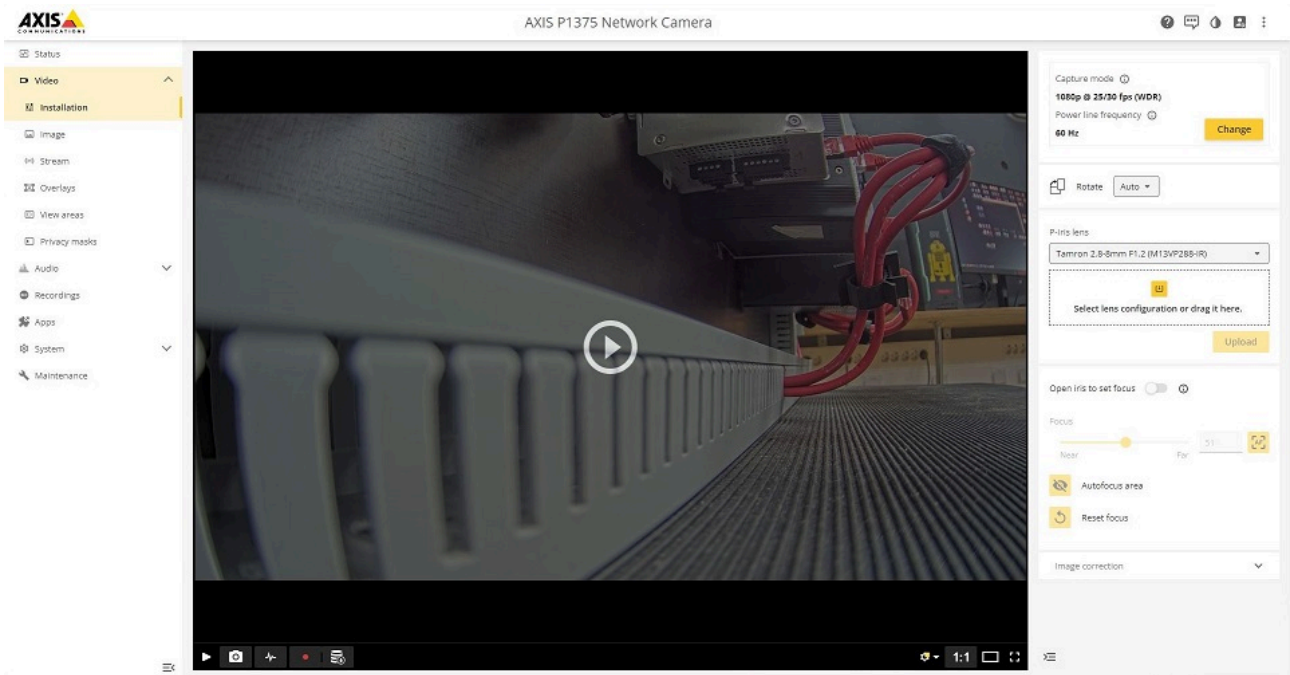 AXIS
COMMUNICATIONS
AXIS P1375 Network Camera
Status
Video
Installation
Image
Stream
Overlays
View areas
Privacy masks
Audio
Recordings
Apps
System
Maintenance
1:1
Capture mode
1080p @ 25/30 fps (WDR)
Power line frequency
60 Hz
Change
Rotate
Auto
P-Iris lens
Tamron 2.8-8mm F1.2 (M13VP288-IR)
Select lens configuration or drag it here.
Upload
Open iris to set focus
Focus
51
Near
Far
AF
Autofocus area
Reset focus
Image correction